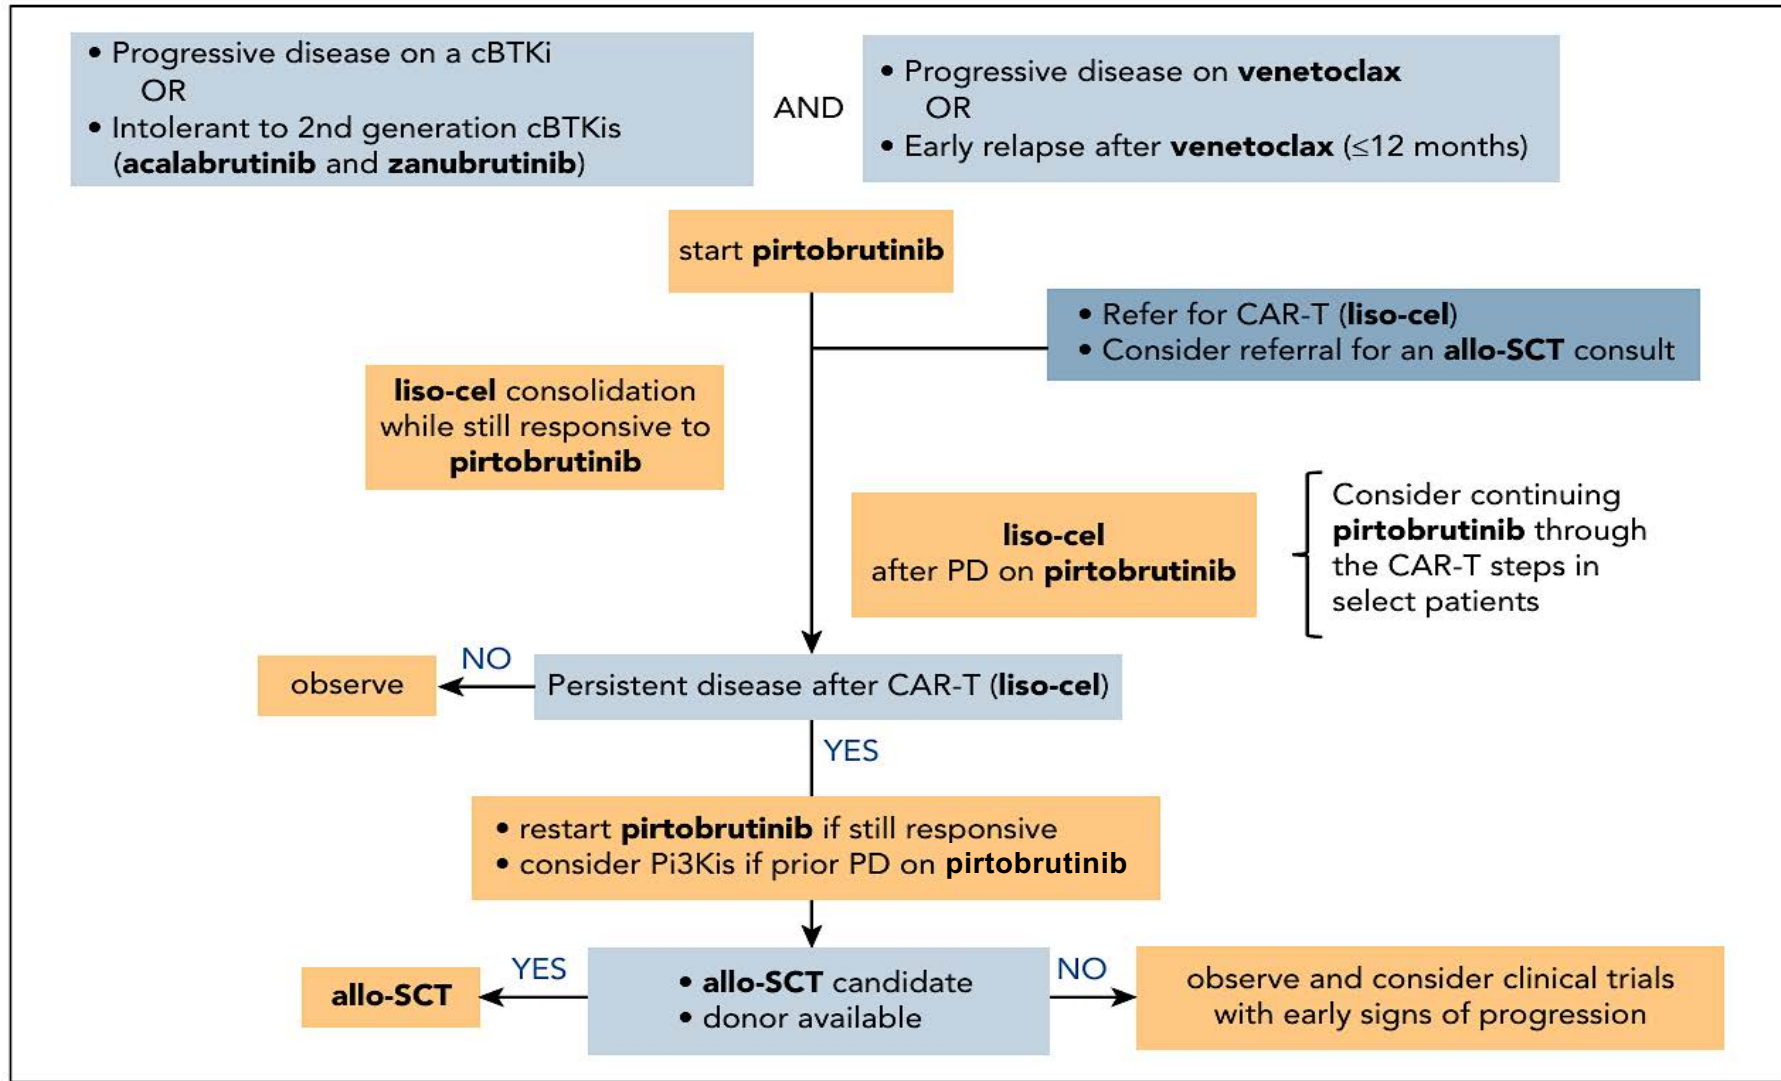 • Progressive disease on a cBTKi
OR
• Intolerant to 2nd generation cBTKis
(acalabrutinib and zanubrutinib)
AND
• Progressive disease on venetoclax
OR
• Early relapse after venetoclax (≤12 months)
start pirtobrutinib
• Refer for CAR-T (liso-cel)
• Consider referral for an allo-SCT consult
liso-cel consolidation
while still responsive to
pirtobrutinib
liso-cel
after PD on pirtobrutinib
Consider continuing
pirtobrutinib through
the CAR-T steps in
select patients
observe
NO
Persistent disease after CAR-T (liso-cel)
YES
• restart pirtobrutinib if still responsive
• consider Pi3Kis if prior PD on pirtobrutinib
allo-SCT
YES
• allo-SCT candidate
• donor available
NO
observe and consider clinical trials
with early signs of progression